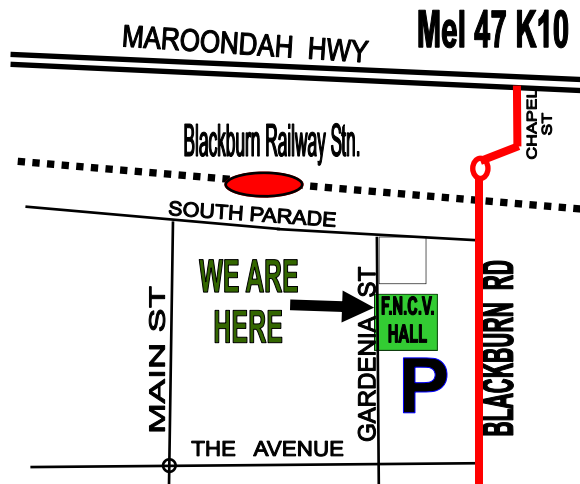 Mel 47 K10
MAROONDAH HWY
CHAPEL
ST
Blackburn Railway Stn.
SOUTH PARADE
WE ARE
HERE
F.N.C.V.
HALL
P
MAIN ST
GARDENIA ST
BLACKBURN RD
THE AVENUE